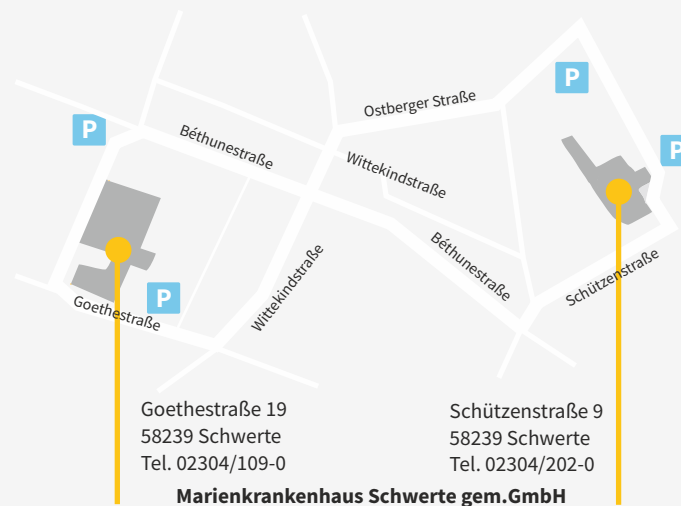 P
Ostberger Straße
P
Béthunestraße
P
Wittekindstraße
Béthunestraße
Wittekindstraße
Schützenstraße
P
Goethestraße
Goethestraße 19
58239 Schwerte
Tel. 02304/109-0
Schützenstraße 9
58239 Schwerte
Tel. 02304/202-0
Marienkrankenhaus Schwerte gem.GmbH